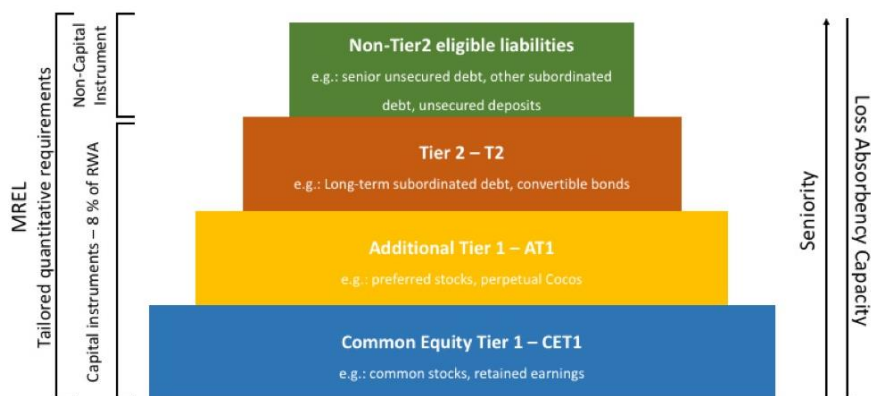 MREL
Tailored quantitative requirements
Non-Capital
Instrument
Capital instruments – 8 % of RWA
Non-Tier2 eligible liabilities
e.g.: senior unsecured debt, other subordinated
debt, unsecured deposits
Tier 2 – T2
e.g.: Long-term subordinated debt, convertible bonds
Additional Tier 1 – AT1
e.g.: preferred stocks, perpetual Cocos
Common Equity Tier 1 – CET1
e.g.: common stocks, retained earnings
Seniority
Loss Absorbency Capacity